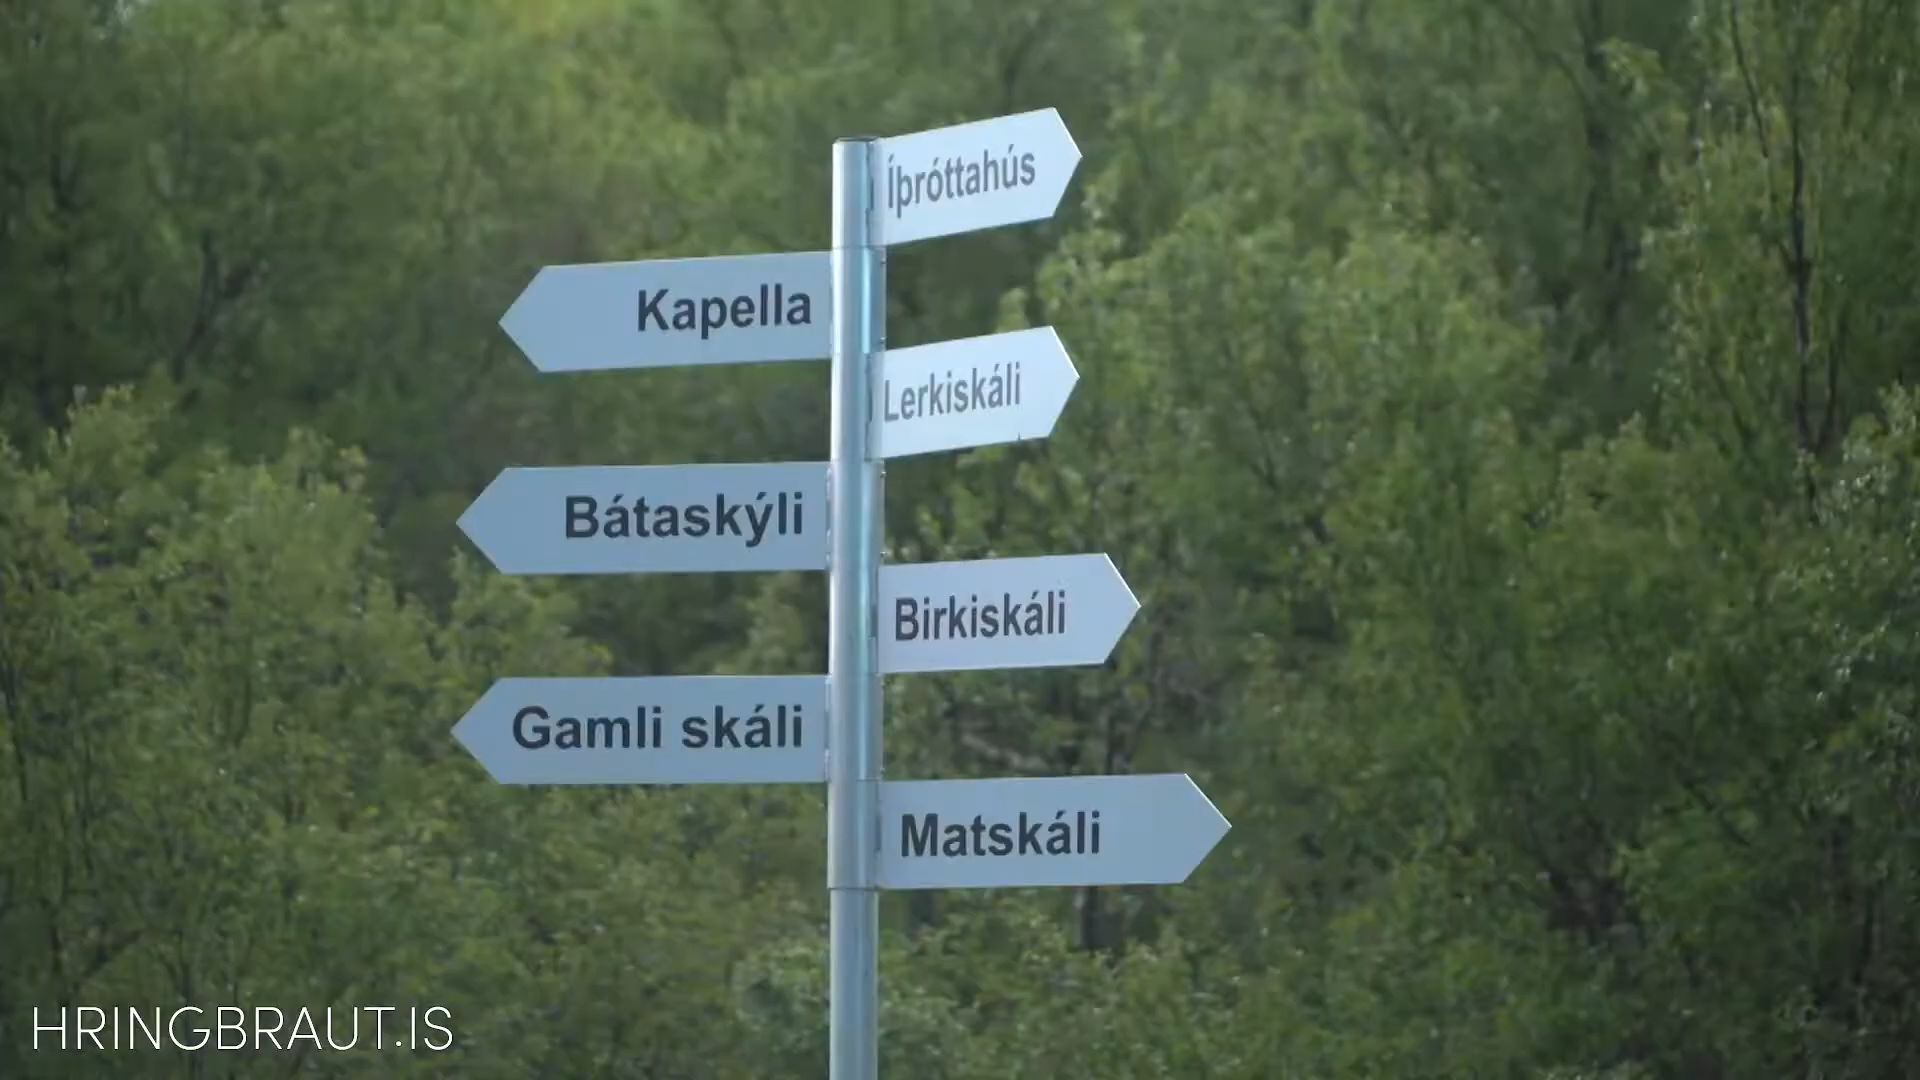 Íþróttahús
Kapella
Lerkiskáli
Bátaskýli
Birkiskáli
Gamli skáli
Matskáli
HRINGBRAUT.IS